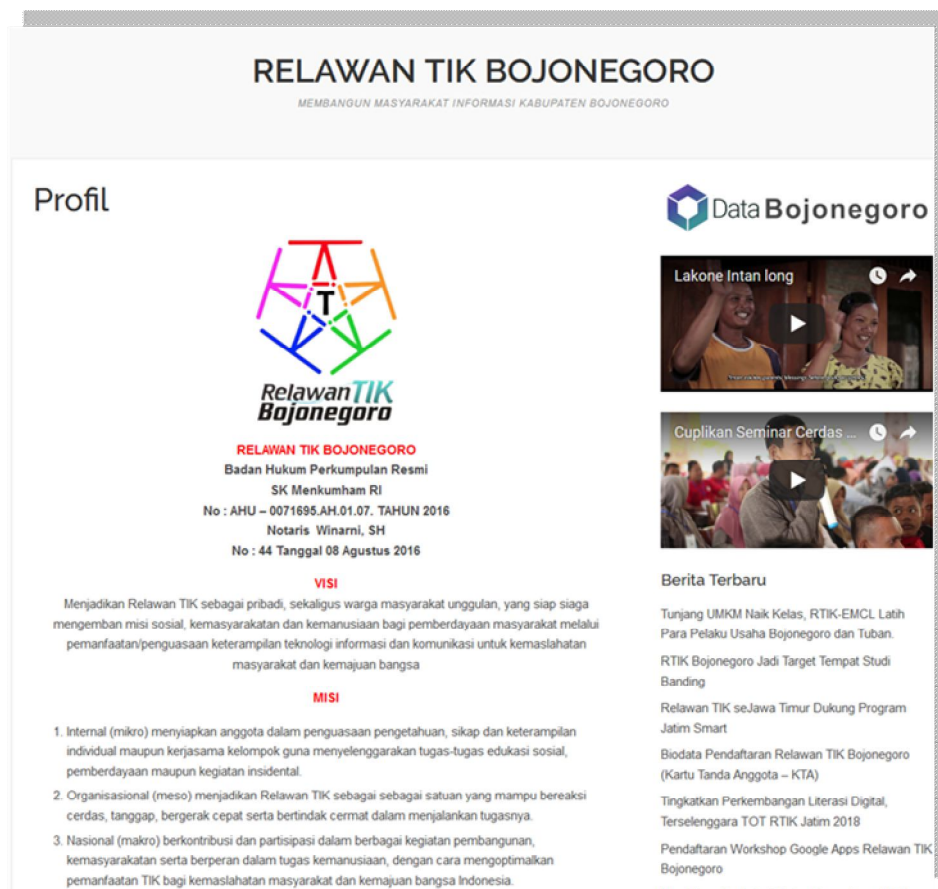 RELAWAN TIK BOJONEGORO
MEMBANGUN MASYARAKAT INFORMASI KABUPATEN BOJONEGORO
Profil
T
RelawanTIK
Bojonegoro
RELAWAN TIK BOJONEGORO
Badan Hukum Perkumpulan Resmi
SK Menkumham RI
No : AHU – 0071695.AH.01.07. TAHUN 2016
Notaris Winarni, SH
No : 44 Tanggal 08 Agustus 2016
VISI
Menjadikan Relawan TIK sebagai pribadi, sekaligus warga masyarakat unggulan, yang siap siaga
mengemban misi sosial, kemasyarakatan dan kemanusiaan bagi pemberdayaan masyarakat melalui
pemanfaatan/penguasaan keterampilan teknologi informasi dan komunikasi untuk kemaslahatan
masyarakat dan kemajuan bangsa
MISI
1. Internal (mikro) menyiapkan anggota dalam penguasaan pengetahuan, sikap dan keterampilan
individual maupun kerjasama kelompok guna menyelenggarakan tugas-tugas edukasi sosial,
pemberdayaan maupun kegiatan insidental.
2. Organisasional (meso) menjadikan Relawan TIK sebagai sebagai satuan yang mampu bereaksi
cerdas, tanggap, bergerak cepat serta bertindak cermat dalam menjalankan tugasnya.
3. Nasional (makro) berkontribusi dan partisipasi dalam berbagai kegiatan pembangunan,
kemasyarakatan serta berperan dalam tugas kemanusiaan, dengan cara mengoptimalkan
pemanfaatan TIK bagi kemaslahatan masyarakat dan kemajuan bangsa Indonesia.
Data Bojonegoro
Lakone Intan long
Cuplikan Seminar Cerdas ...
Berita Terbaru
Tunjang UMKM Naik Kelas, RTIK-EMCL Latih
Para Pelaku Usaha Bojonegoro dan Tuban.
RTIK Bojonegoro Jadi Target Tempat Studi
Banding
Relawan TIK seJawa Timur Dukung Program
Jatim Smart
Biodata Pendaftaran Relawan TIK Bojonegoro
(Kartu Tanda Anggota – KTA)
Tingkatkan Perkembangan Literasi Digital,
Terselenggara TOT RTIK Jatim 2018
Pendaftaran Workshop Google Apps Relawan TIK
Bojonegoro